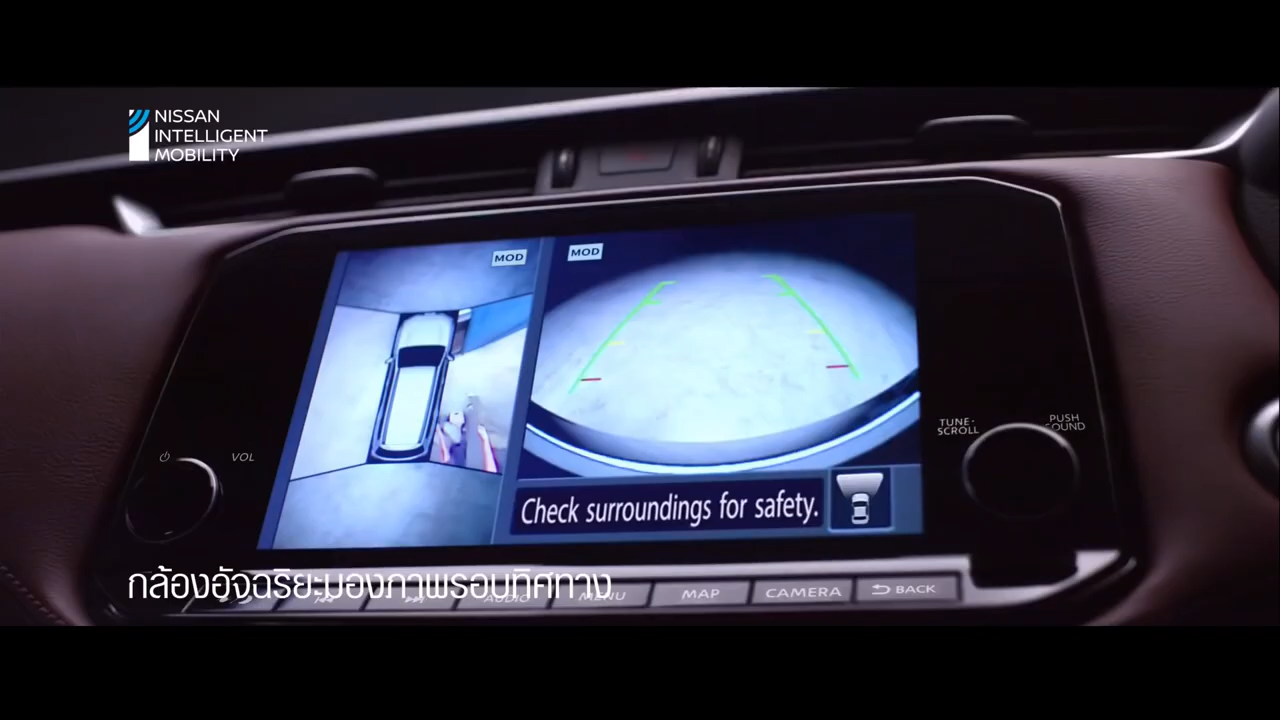 NISSAN
INTELLIGENT
MOBILITY
MOD
MOD
TUNE·
SCROLL
PUSH
SOUND
VOL
Check surroundings for safety.
กล้องอัจฉริยะมองภาพรอบทิศทาง
AUDIO MENU MAP CAMERA BACK